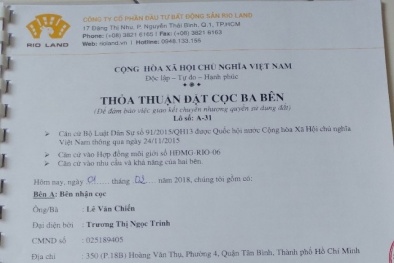 RIO LAND
CÔNG TY CỔ PHẦN ĐẦU TƯ BẤT ĐỘNG SẢN RIO LAND
17 Đặng Thị Nhu, P. Nguyễn Thái Bình, Q.1, TP.HCM
Phone: (+08) 3821 6155 | Fax: (+08) 3821 6163
Web: rioland.vn | Hotline: 0948.133.155
CỘNG HÒA XÃ HỘI CHỦ NGHĨA VIỆT NAM
Độc lập – Tự do – Hạnh phúc
THỎA THUẬN ĐẶT CỌC BA BÊN
(Để đảm bảo việc giao kết chuyển nhượng quyền sử dụng đất)
Lô số: A-31
➢ Căn cứ Bộ Luật Dân Sự số 91/2015/QH13 được Quốc hội nước Cộng hòa Xã Hội chủ nghĩa
Việt Nam thông qua ngày 24/11/2015
➢ Căn cứ vào Hợp đồng môi giới số HĐMG-RIO-06
➢ Căn cứ vào nhu cầu và khả năng của hai bên.
Hôm nay, ngày 01 tháng 03 năm 2018, chúng tôi gồm có:
Bên A: Bên nhận cọc
Ông/Bà : Lê Văn Chiến
Đại diện bởi : Trương Thị Ngọc Trinh
CMND số : 025189405
Địa chỉ : 350 (P.18B) Hoàng Văn Thụ, Phường 4, Quận Tân Bình, Thành phố Hồ Chí Minh